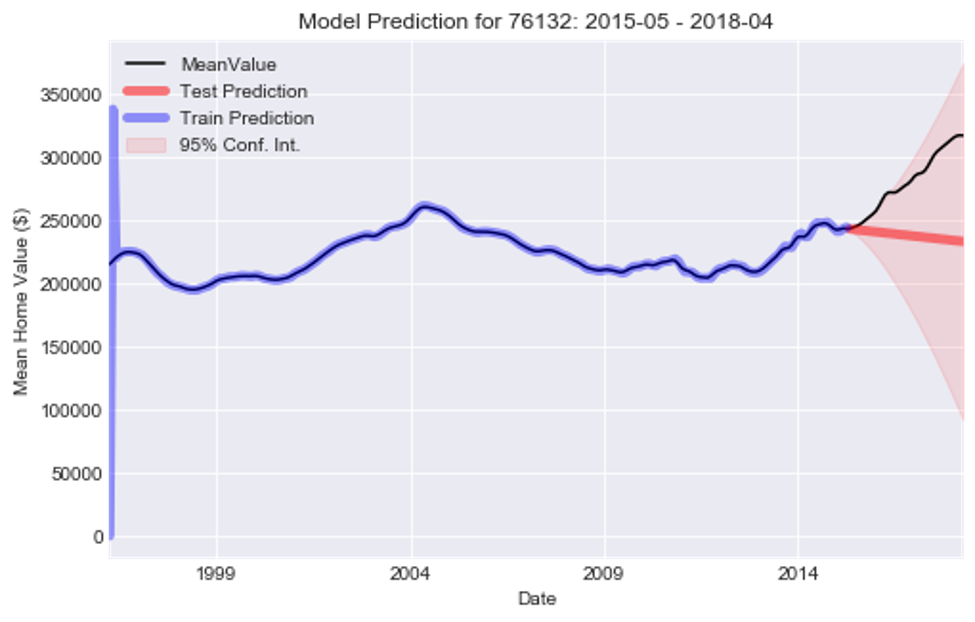 Model Prediction for 76132: 2015-05 - 2018-04
MeanValue
Test Prediction
Train Prediction
95% Conf. Int.
350000
300000
250000
200000
150000
100000
50000
0
Mean Home Value ($)
1999
2004
2009
2014
Date